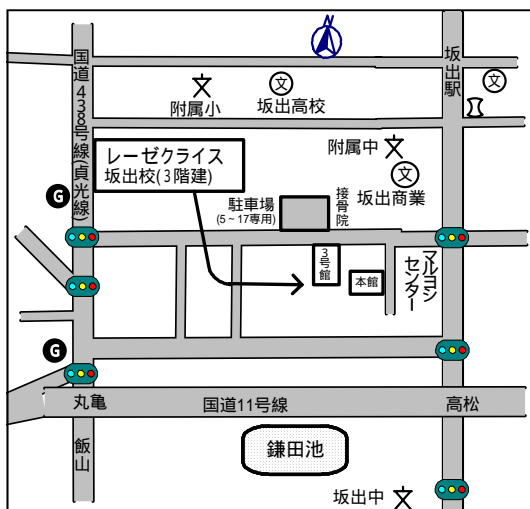 N
国道438号線(貞光線)
坂出駅
文
文
附属小
坂出高校
附属中
文
坂出商業
レーゼクライス
坂出校(3階建)
G
駐車場
(5~17専用)
接骨院
3号館
本館
マルヨシ
センター
G
丸亀
国道11号線
高松
飯山
鎌田池
坂出中